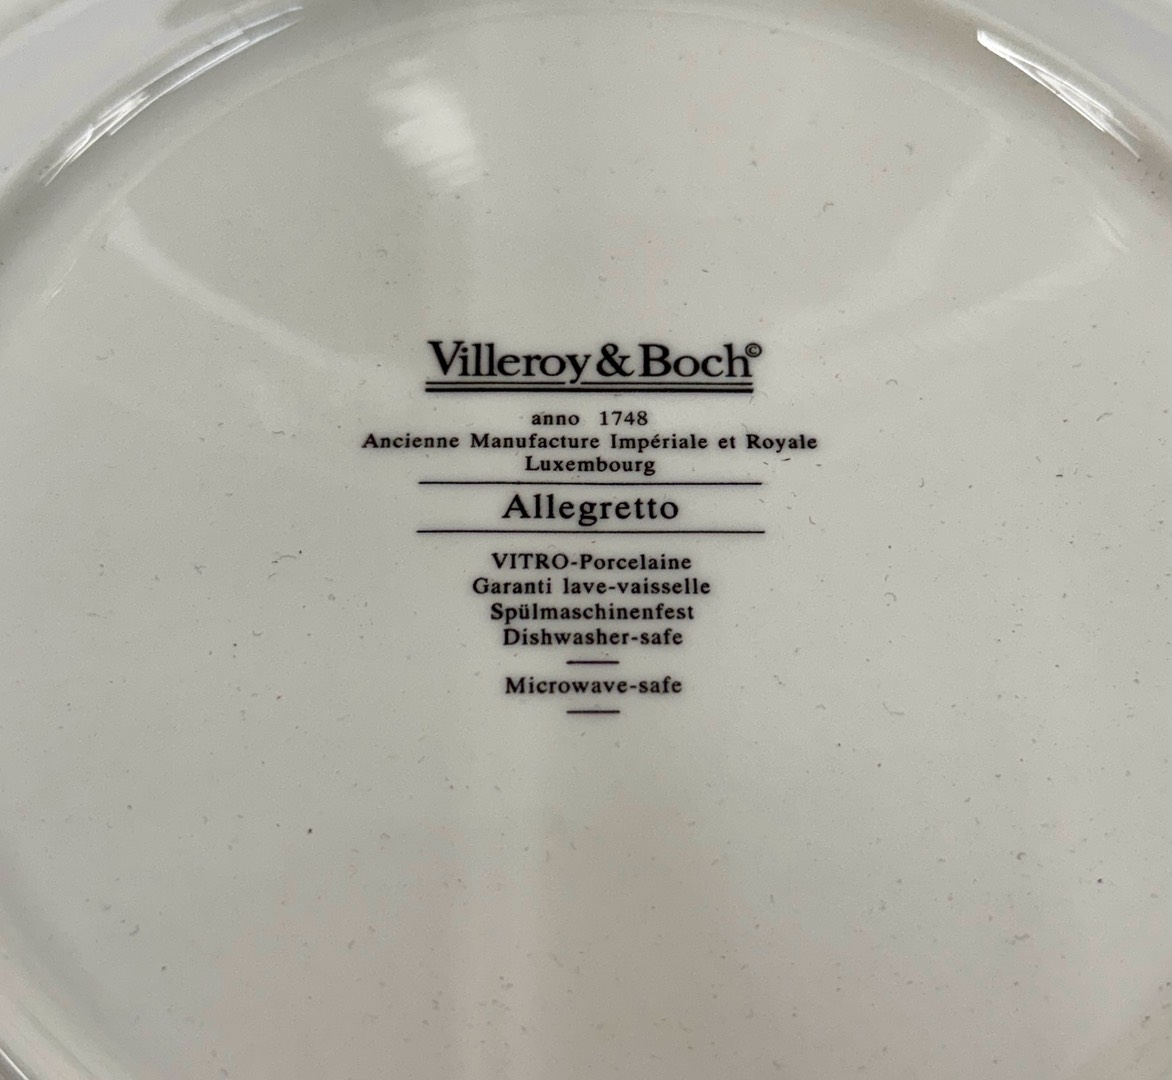 Villeroy & Boch©
anno 1748
Ancienne Manufacture Impériale et Royale
Luxembourg
Allegretto
VITRO-Porcelaine
Garanti lave-vaisselle
Spülmaschinenfest
Dishwasher-safe
Microwave-safe